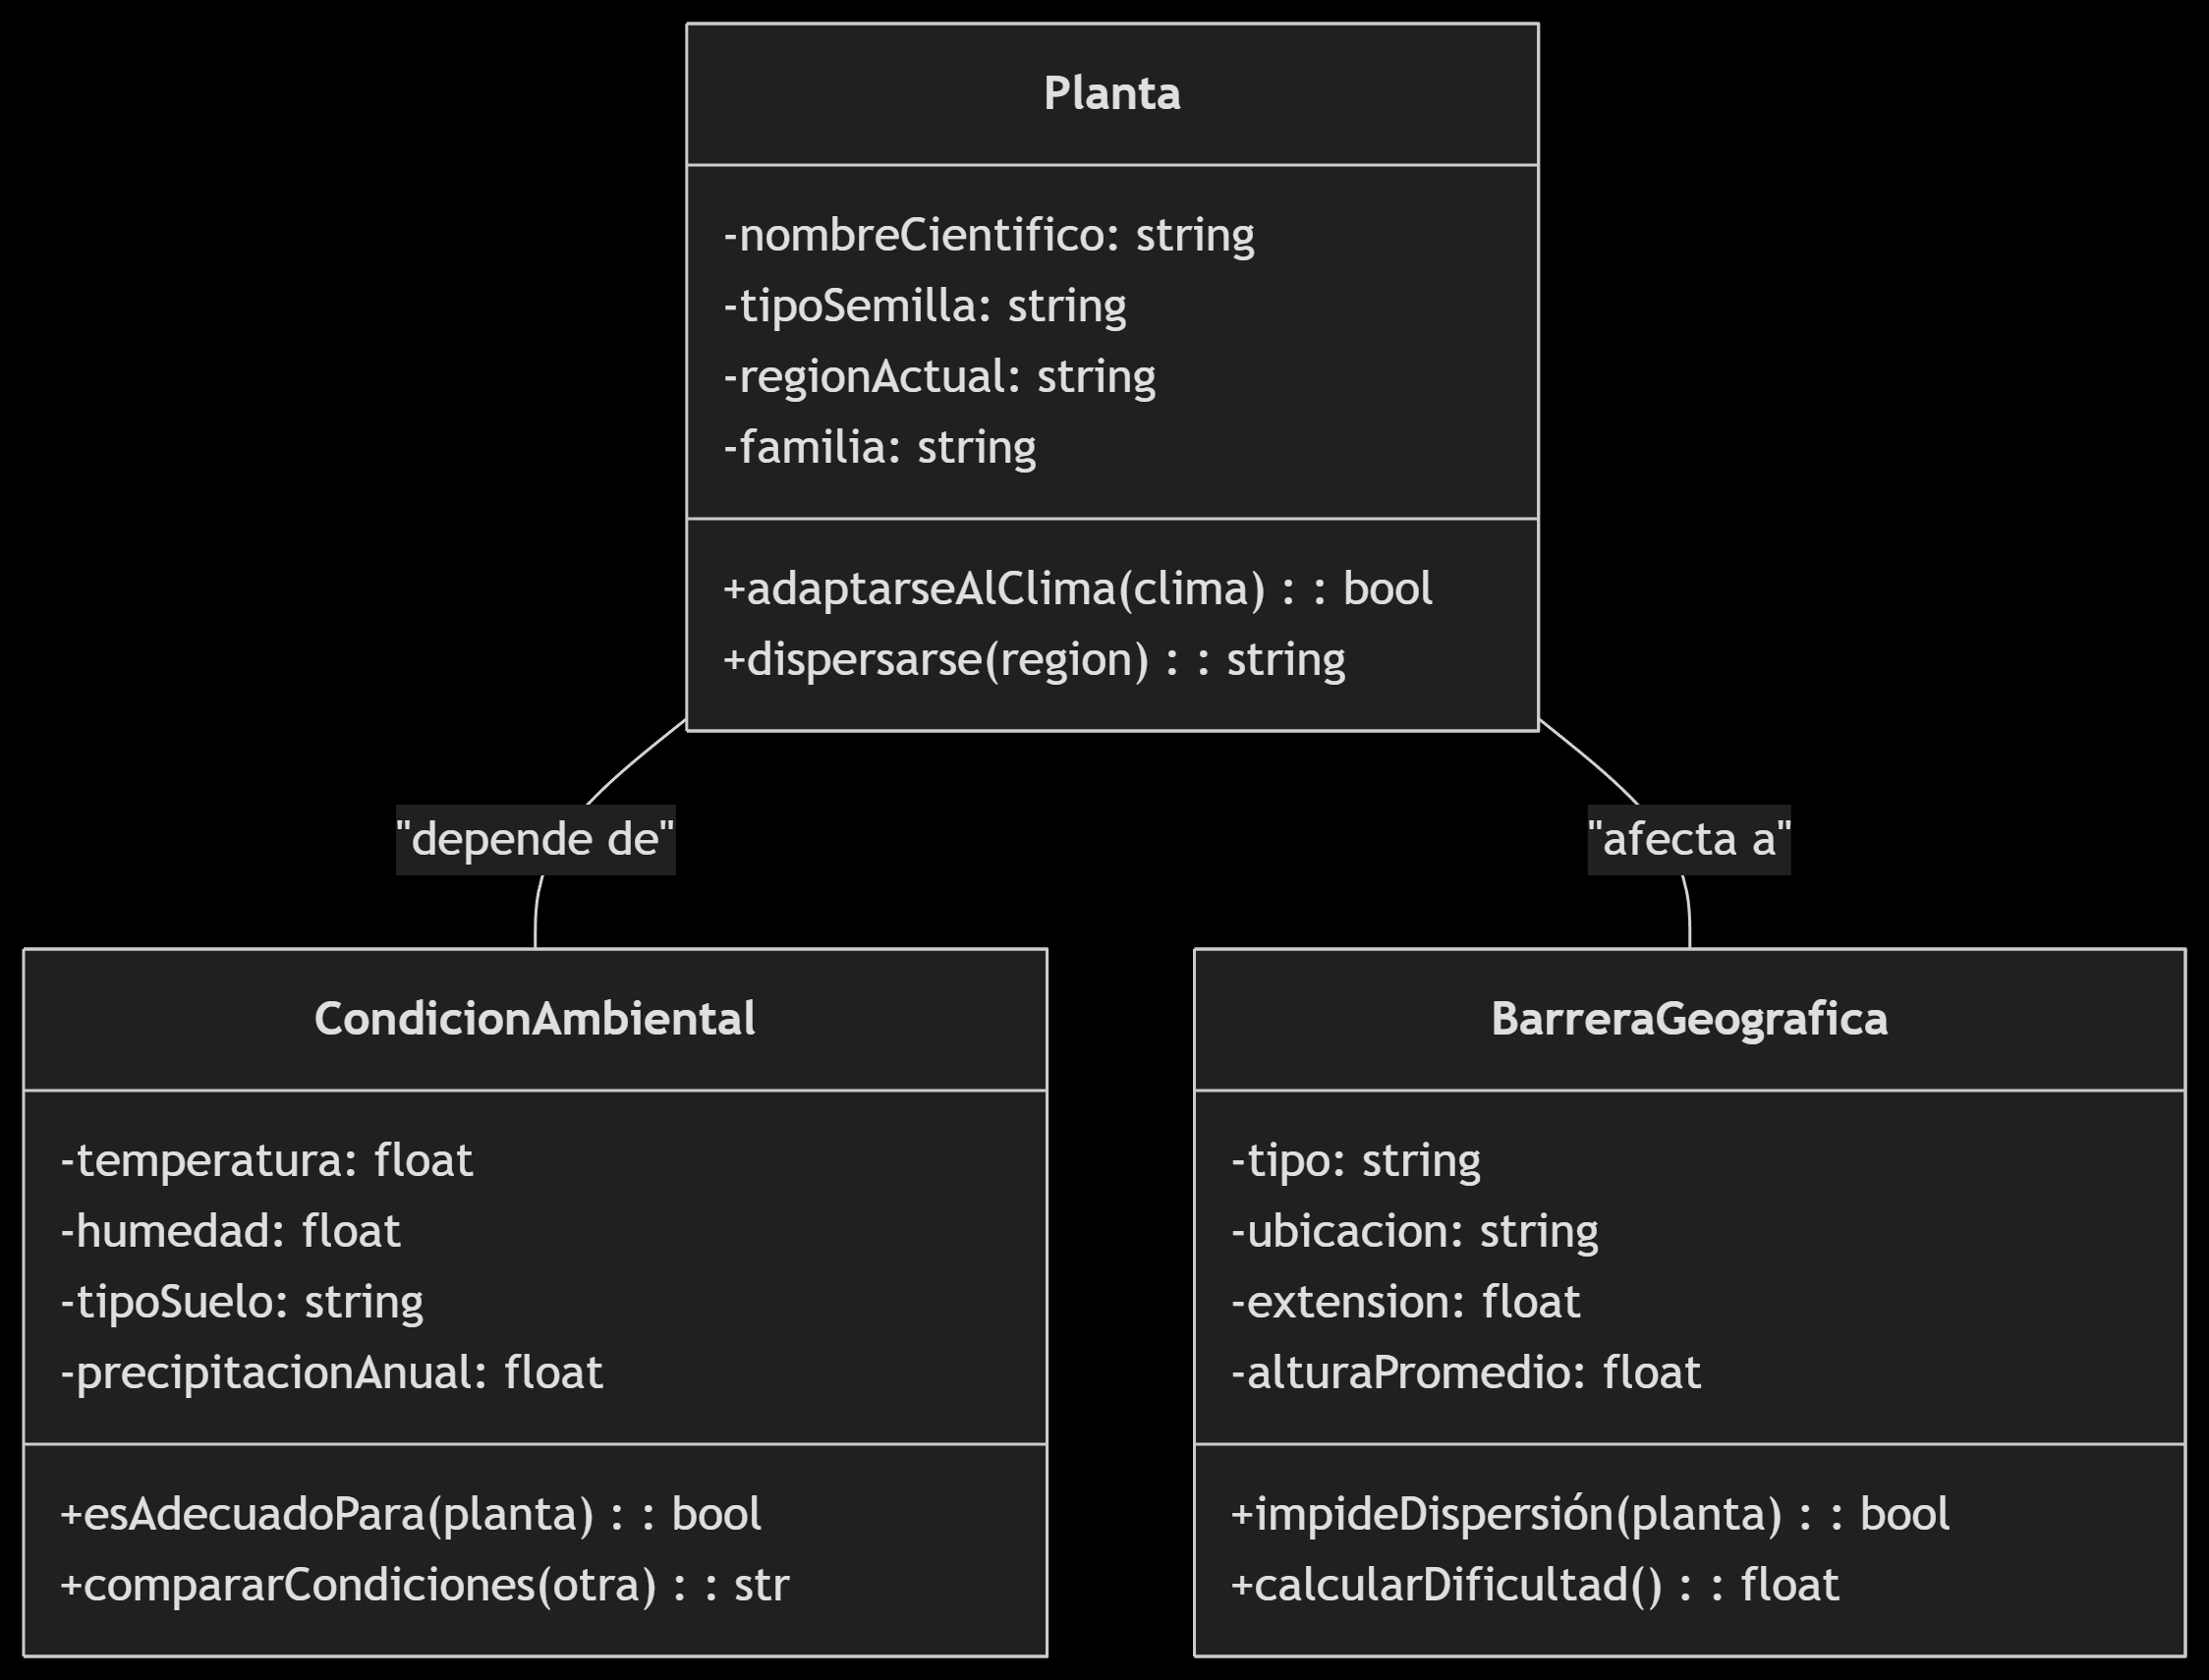 Planta
-nombreCientifico: string
-tipoSemilla: string
-regionActual: string
-familia: string
+adaptarseAlClima(clima) : : bool
+dispersarse(region) : : string
"depende de"
"afecta a"
CondicionAmbiental
-temperatura: float
-humedad: float
-tipoSuelo: string
-precipitacionAnual: float
+esAdecuadoPara(planta) : : bool
+compararCondiciones(otra) : : str
BarreraGeografica
-tipo: string
-ubicacion: string
-extension: float
-alturaPromedio: float
+impideDispersión(planta) : : bool
+calcularDificultad() : : float